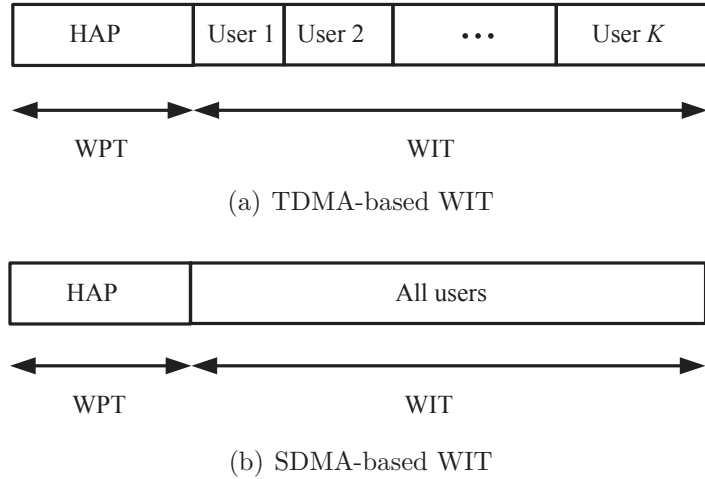 HAP User 1 User 2 ••• User K
WPT WIT
(a) TDMA-based WIT
HAP All users
WPT WIT
(b) SDMA-based WIT